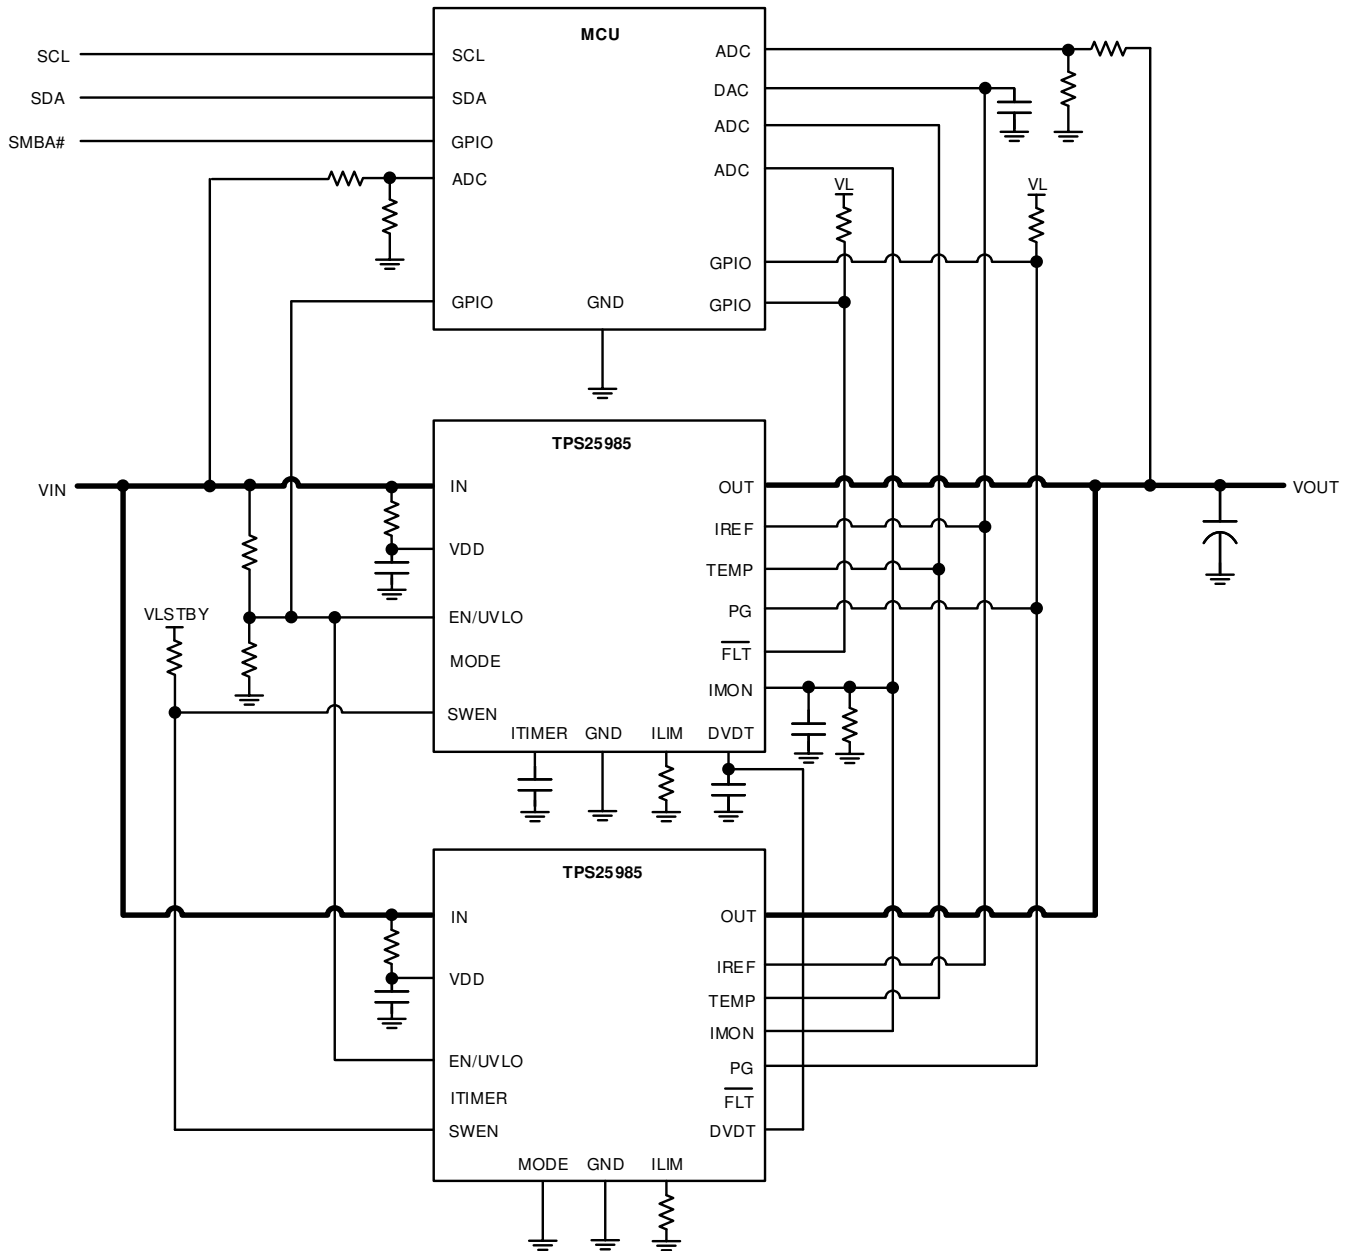 MCU
SCL
SDA
SMBA#
SCL
SDA
GPIO
ADC
GPIO
GND
ADC
DAC
ADC
ADC
GPIO
GPIO
VL
VL
TPS25985
VIN
IN
VDD
EN/UVLO
MODE
SWEN
VLSTBY
ITIMER
GND
ILIM
DVDT
OUT
IREF
TEMP
PG
FLT
IMON
VOUT
TPS25985
IN
VDD
EN/UVLO
ITIMER
SWEN
MODE
GND
ILIM
OUT
IREF
TEMP
IMON
PG
FLT
DVDT